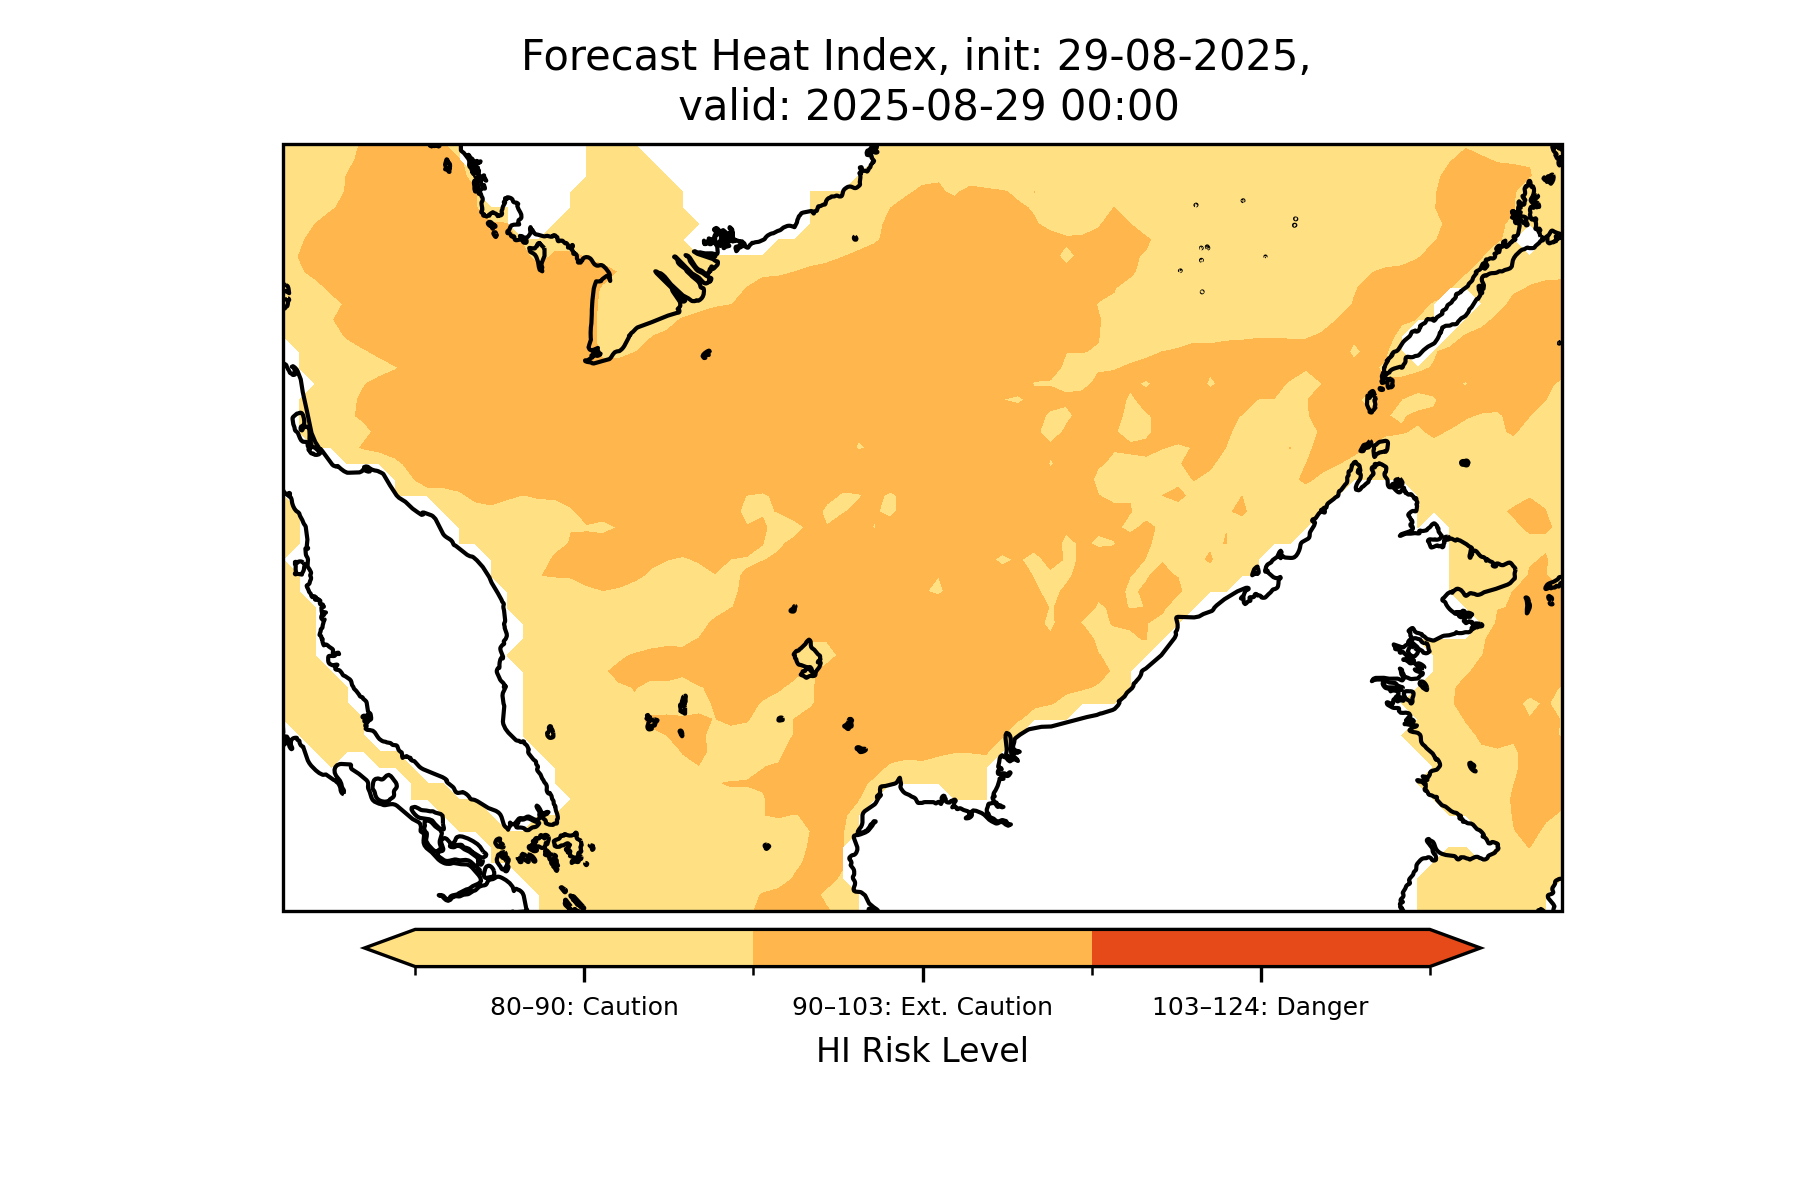 Forecast Heat Index, init: 29-08-2025,
valid: 2025-08-29 00:00
80–90: Caution
90–103: Ext. Caution
103–124: Danger
HI Risk Level